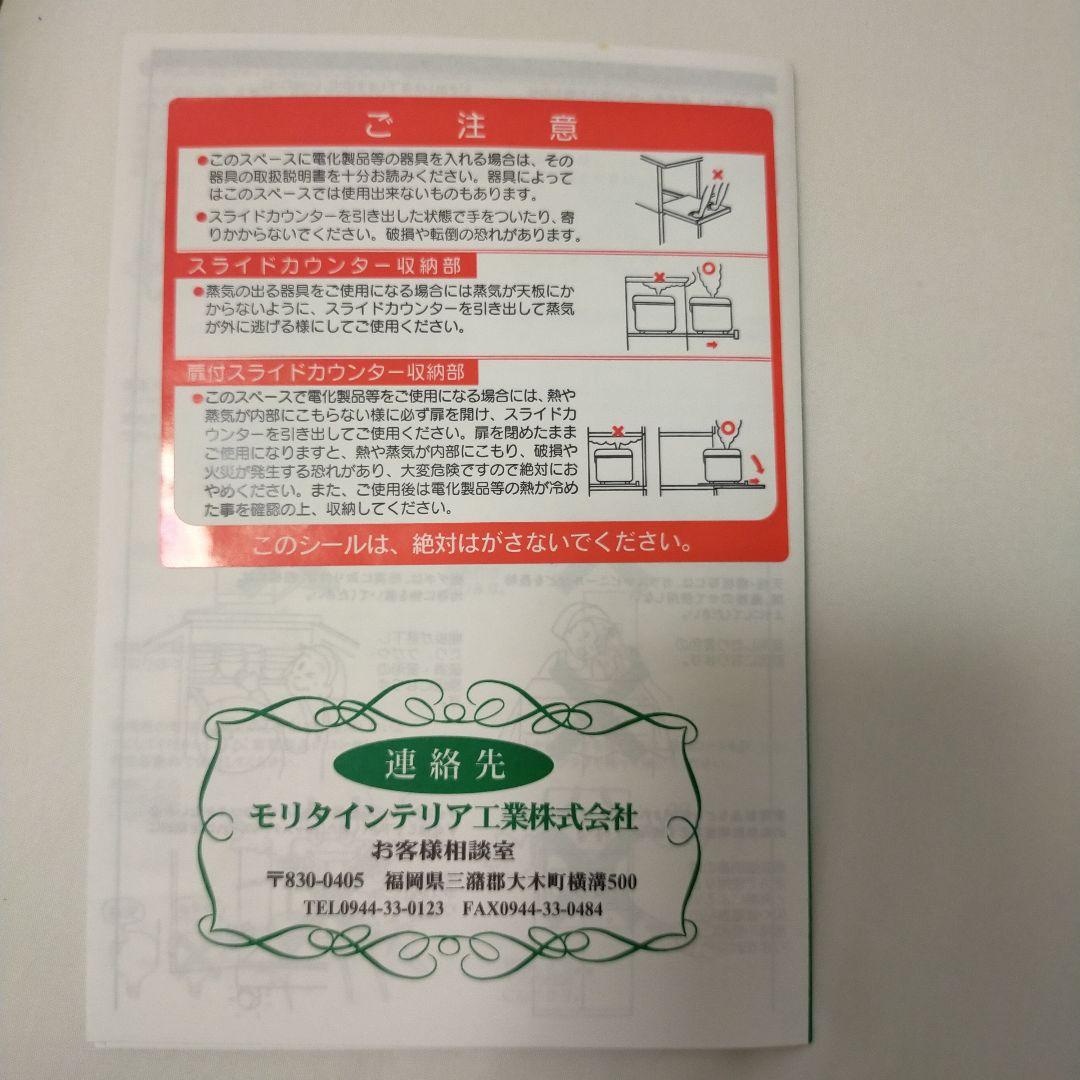 ご注意
●このスペースに電化製品等の器具を入れる場合は、その
器具の取扱説明書を十分お読みください。器具によって
はこのスペースでは使用出来ないものもあります。
●スライドカウンターを引き出した状態で手をついたり、寄
りかからないでください。破損や転倒の恐れがあります。
スライドカウンター収納部
●蒸気の出る器具をご使用になる場合には蒸気が天板にか
からないように、スライドカウンターを引き出して蒸気
が外に逃げる様にしてご使用ください。
扉付スライドカウンター収納部
●このスペースで電化製品等をご使用になる場合には、熱や
蒸気が内部にこもらない様に必ず扉を開け、スライドカ
ウンターを引き出してご使用ください。扉を閉めたまま
ご使用になりますと、熱や蒸気が内部にこもり、破損や
火災が発生する恐れがあり、大変危険ですので絶対にお
やめください。また、ご使用後は電化製品等の熱が冷め
た事を確認の上、収納してください。
このシールは、絶対はがさないでください。
連絡先
モリタインテリア工業株式会社
お客様相談室
〒830-0405 福岡県三潴郡大木町横溝500
TEL0944-33-0123 FAX0944-33-0484